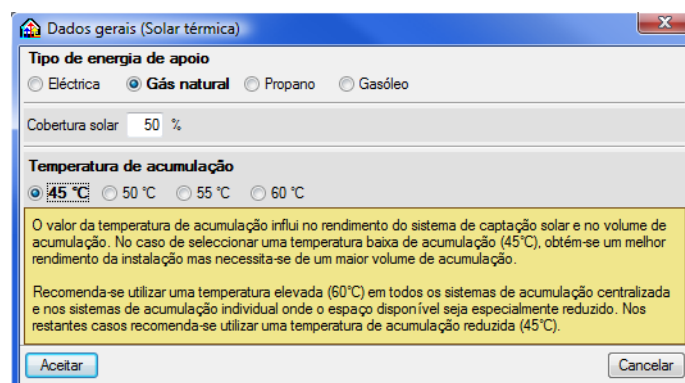 Dados gerais (Solar térmica)
Tipo de energia de apoio
Eléctrica Gás natural Propano Gasóleo
Cobertura solar 50 %
Temperatura de acumulação
45 °C 50 °C 55 °C 60 °C
O valor da temperatura de acumulação influi no rendimento do sistema de captação solar e no volume de
acumulação. No caso de seleccionar uma temperatura baixa de acumulação (45°C), obtém-se um melhor
rendimento da instalação mas necessita-se de um maior volume de acumulação.
Recomenda-se utilizar uma temperatura elevada (60°C) em todos os sistemas de acumulação centralizada
e nos sistemas de acumulação individual onde o espaço disponível seja especialmente reduzido. Nos
restantes casos recomenda-se utilizar uma temperatura de acumulação reduzida (45°C).
Aceitar Cancelar